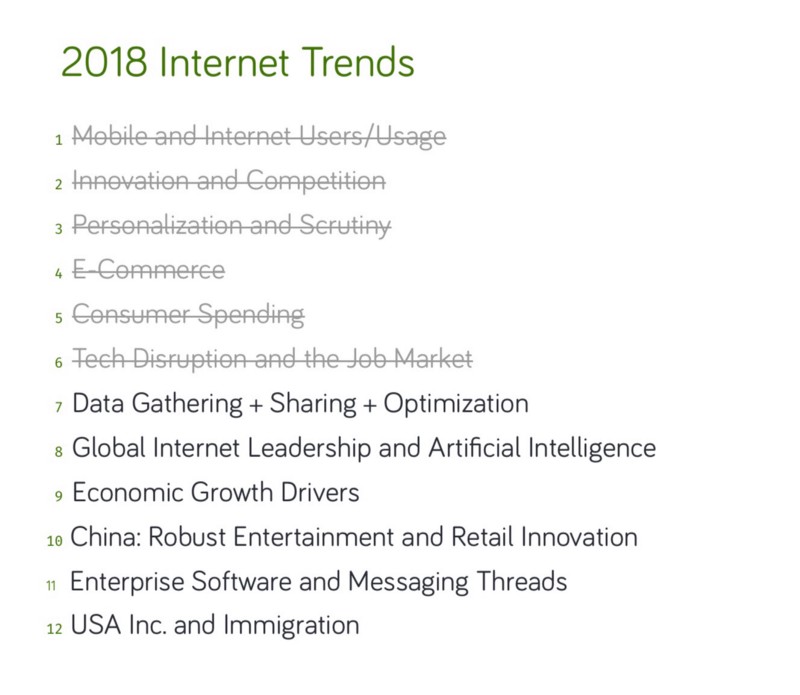 2018 Internet Trends
1 Mobile and Internet Users/Usage
2 Innovation and Competition
3 Personalization and Scrutiny
4 E-Commerce
5 Consumer Spending
6 Tech Disruption and the Job Market
7 Data Gathering + Sharing + Optimization
8 Global Internet Leadership and Artificial Intelligence
9 Economic Growth Drivers
10 China: Robust Entertainment and Retail Innovation
11 Enterprise Software and Messaging Threads
12 USA Inc. and Immigration